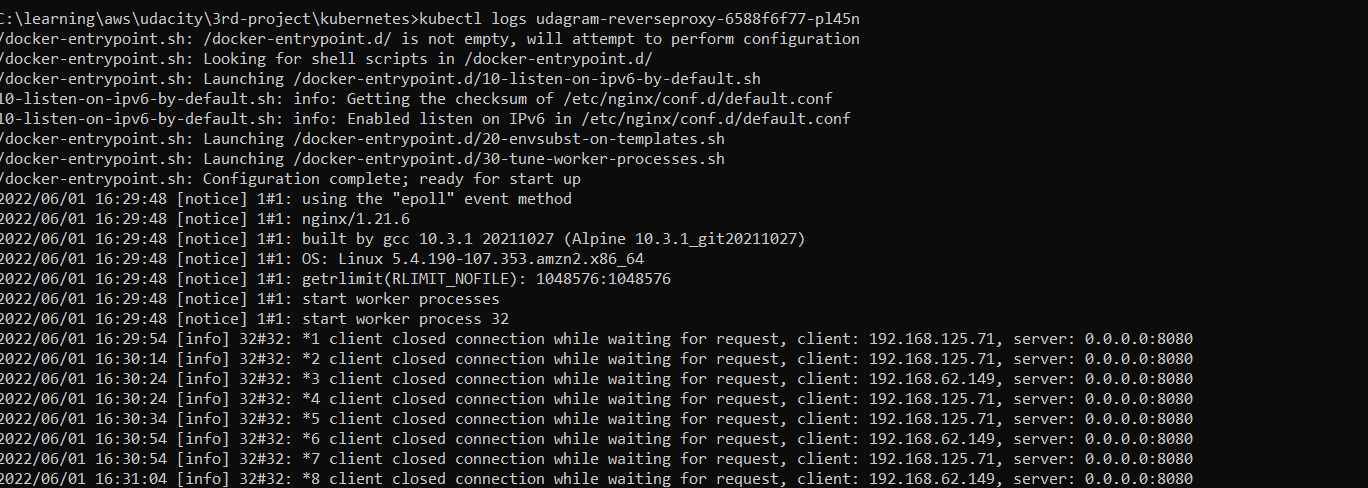 C:\learning\aws\udacity\3rd-project\kubernetes>kubectl logs udagram-reverseproxy-6588f6f77-pl45n
/docker-entrypoint.sh: /docker-entrypoint.d/ is not empty, will attempt to perform configuration
/docker-entrypoint.sh: Looking for shell scripts in /docker-entrypoint.d/
/docker-entrypoint.sh: Launching /docker-entrypoint.d/10-listen-on-ipv6-by-default.sh
10-listen-on-ipv6-by-default.sh: info: Getting the checksum of /etc/nginx/conf.d/default.conf
10-listen-on-ipv6-by-default.sh: info: Enabled listen on IPv6 in /etc/nginx/conf.d/default.conf
/docker-entrypoint.sh: Launching /docker-entrypoint.d/20-envsubst-on-templates.sh
/docker-entrypoint.sh: Launching /docker-entrypoint.d/30-tune-worker-processes.sh
/docker-entrypoint.sh: Configuration complete; ready for start up
2022/06/01 16:29:48 [notice] 1#1: using the "epoll" event method
2022/06/01 16:29:48 [notice] 1#1: nginx/1.21.6
2022/06/01 16:29:48 [notice] 1#1: built by gcc 10.3.1 20211027 (Alpine 10.3.1_git20211027)
2022/06/01 16:29:48 [notice] 1#1: OS: Linux 5.4.190-107.353.amzn2.x86_64
2022/06/01 16:29:48 [notice] 1#1: getrlimit(RLIMIT_NOFILE): 1048576:1048576
2022/06/01 16:29:48 [notice] 1#1: start worker processes
2022/06/01 16:29:48 [notice] 1#1: start worker process 32
2022/06/01 16:29:54 [info] 32#32: *1 client closed connection while waiting for request, client: 192.168.125.71, server: 0.0.0.0:8080
2022/06/01 16:30:14 [info] 32#32: *2 client closed connection while waiting for request, client: 192.168.125.71, server: 0.0.0.0:8080
2022/06/01 16:30:24 [info] 32#32: *3 client closed connection while waiting for request, client: 192.168.62.149, server: 0.0.0.0:8080
2022/06/01 16:30:24 [info] 32#32: *4 client closed connection while waiting for request, client: 192.168.125.71, server: 0.0.0.0:8080
2022/06/01 16:30:34 [info] 32#32: *5 client closed connection while waiting for request, client: 192.168.125.71, server: 0.0.0.0:8080
2022/06/01 16:30:54 [info] 32#32: *6 client closed connection while waiting for request, client: 192.168.62.149, server: 0.0.0.0:8080
2022/06/01 16:30:54 [info] 32#32: *7 client closed connection while waiting for request, client: 192.168.125.71, server: 0.0.0.0:8080
2022/06/01 16:31:04 [info] 32#32: *8 client closed connection while waiting for request, client: 192.168.62.149, server: 0.0.0.0:8080